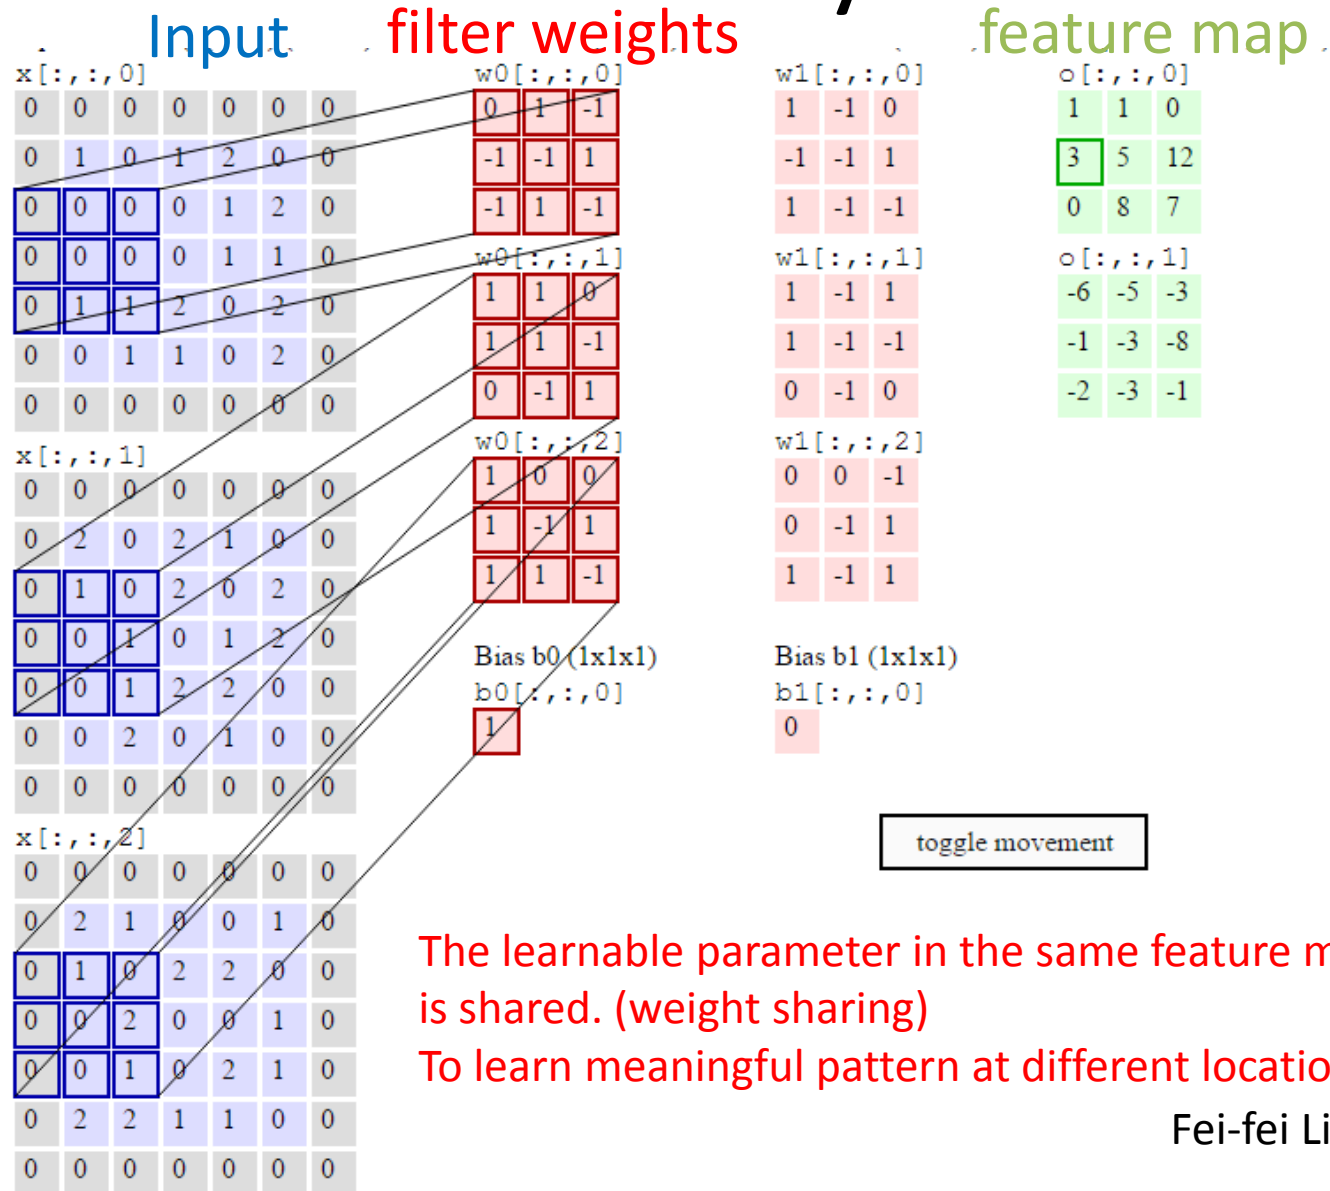 Input filter weights feature map
x[:,:,0] w0[:,:,0] w1[:,:,0] o[:,:,0]
0 0 0 0 0 0 0 0 1 -1 1 -1 0 1 1 0
0 1 0 1 2 0 0 -1 -1 1 -1 -1 1 3 5 12
0 0 0 0 1 2 0 -1 1 -1 1 -1 -1 0 8 7
0 0 0 0 1 1 0 w0[:,:,1] w1[:,:,1] o[:,:,1]
0 1 1 2 0 2 0 1 1 0 1 -1 1 -6 -5 -3
0 0 1 1 0 2 0 1 1 -1 1 -1 -1 -1 -3 -8
0 0 0 0 0 0 0 0 -1 1 0 -1 0 -2 -3 -1
x[:,:,1] w0[:,:,2] w1[:,:,2]
0 0 0 0 0 0 0 1 0 0 0 0 -1
0 2 0 2 1 0 0 1 -1 1 0 -1 1
0 1 0 2 0 2 0 1 1 -1 1 -1 1
0 0 1 0 1 2 0 Bias b0 (1x1x1) Bias b1 (1x1x1)
0 0 1 2 2 0 0 b0[:,:,0] b1[:,:,0]
0 0 2 0 1 0 0 1 0
0 0 0 0 0 0 0
x[:,:,2] toggle movement
0 0 0 0 0 0 0
0 2 1 0 0 1 0
0 1 0 2 2 0 0 The learnable parameter in the same feature m
0 0 2 0 0 1 0 is shared. (weight sharing)
0 0 1 0 2 1 0 To learn meaningful pattern at different locatio
0 2 2 1 1 0 0 Fei-fei Li
0 0 0 0 0 0 0